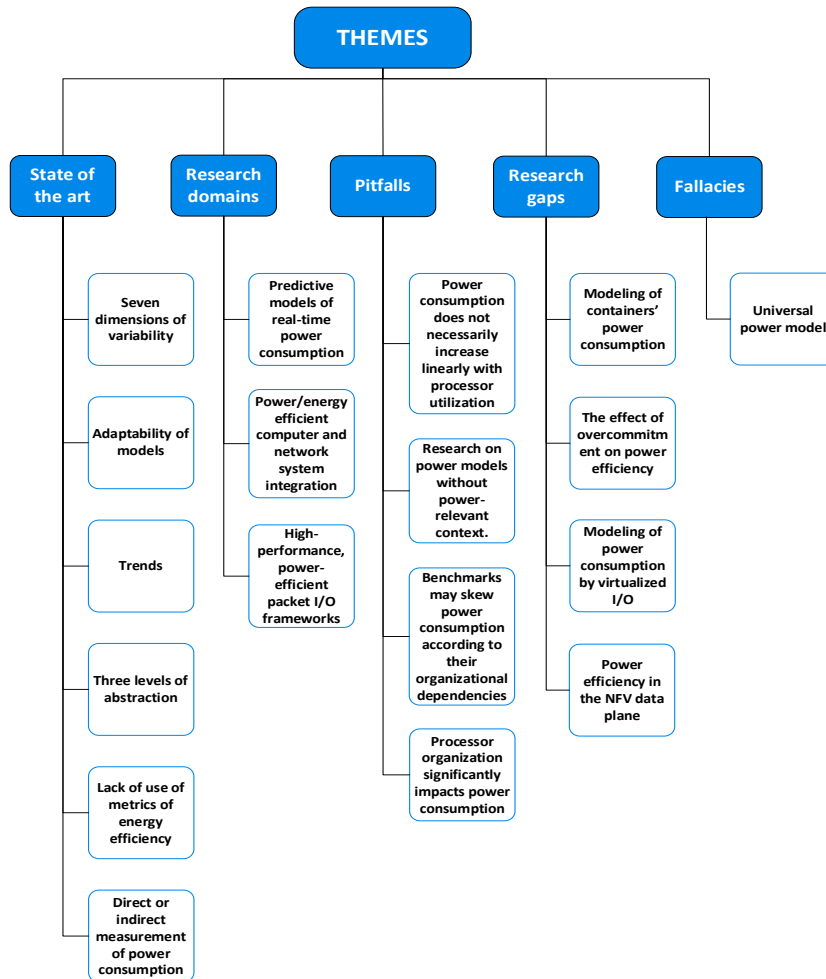 THEMES
State of
the art
Research
domains
Pitfalls
Research
gaps
Fallacies
Seven
dimensions of
variability
Adaptability of
models
Trends
Three levels of
abstraction
Lack of use of
metrics of
energy
efficiency
Direct or
indirect
measurement
of power
consumption
Predictive
models of
real-time
power
consumption
Power/energy
efficient
computer and
network
system
integration
High-
performance,
power-
efficient
packet I/O
frameworks
Power
consumption
does not
necessarily
increase
linearly with
processor
utilization
Research on
power models
without
power-
relevant
context.
Benchmarks
may skew
power
consumption
according to
their
organizational
dependencies
Processor
organization
significantly
impacts power
consumption
Modeling of
containers’
power
consumption
The effect of
overcommitm
ent on power
efficiency
Modeling of
power
consumption
by virtualized
I/O
Power
efficiency in
the NFV data
plane
Universal
power model